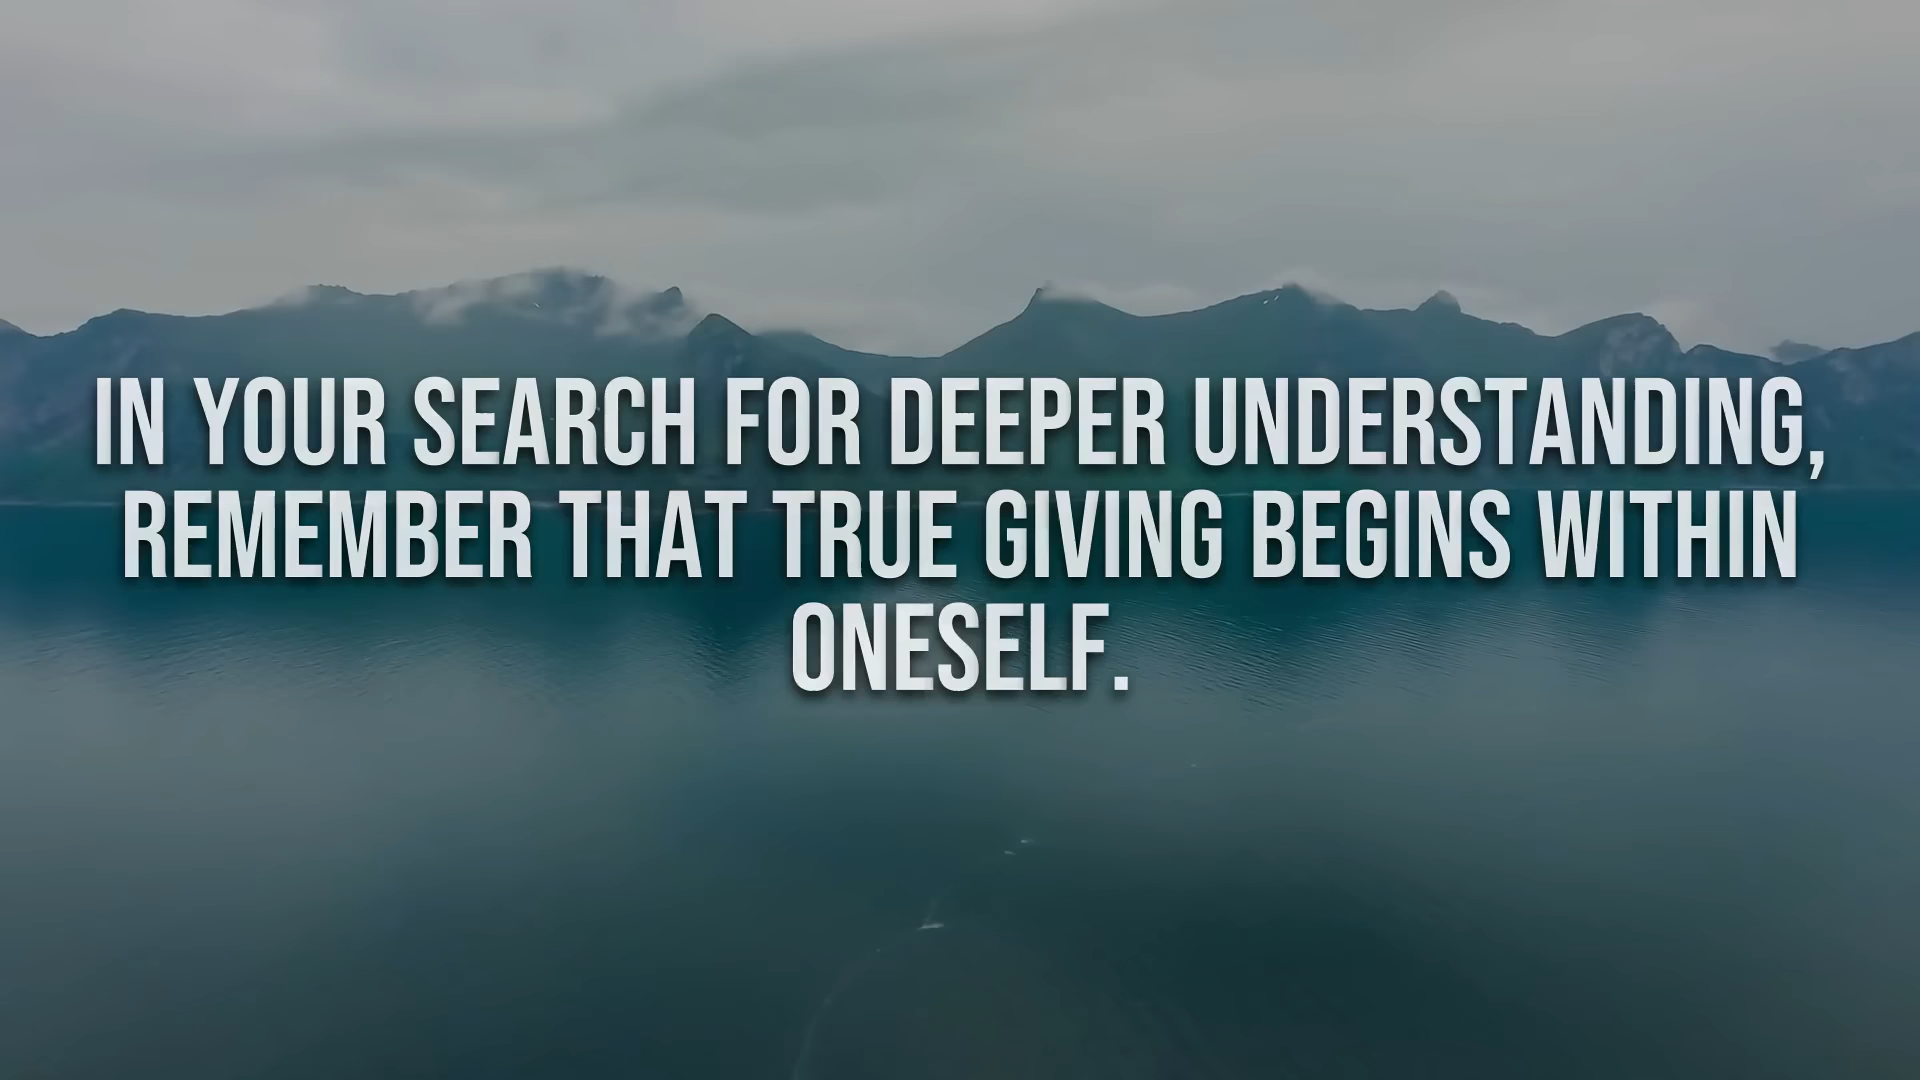 IN YOUR SEARCH FOR DEEPER UNDERSTANDING,
REMEMBER THAT TRUE GIVING BEGINS WITHIN
ONESELF.